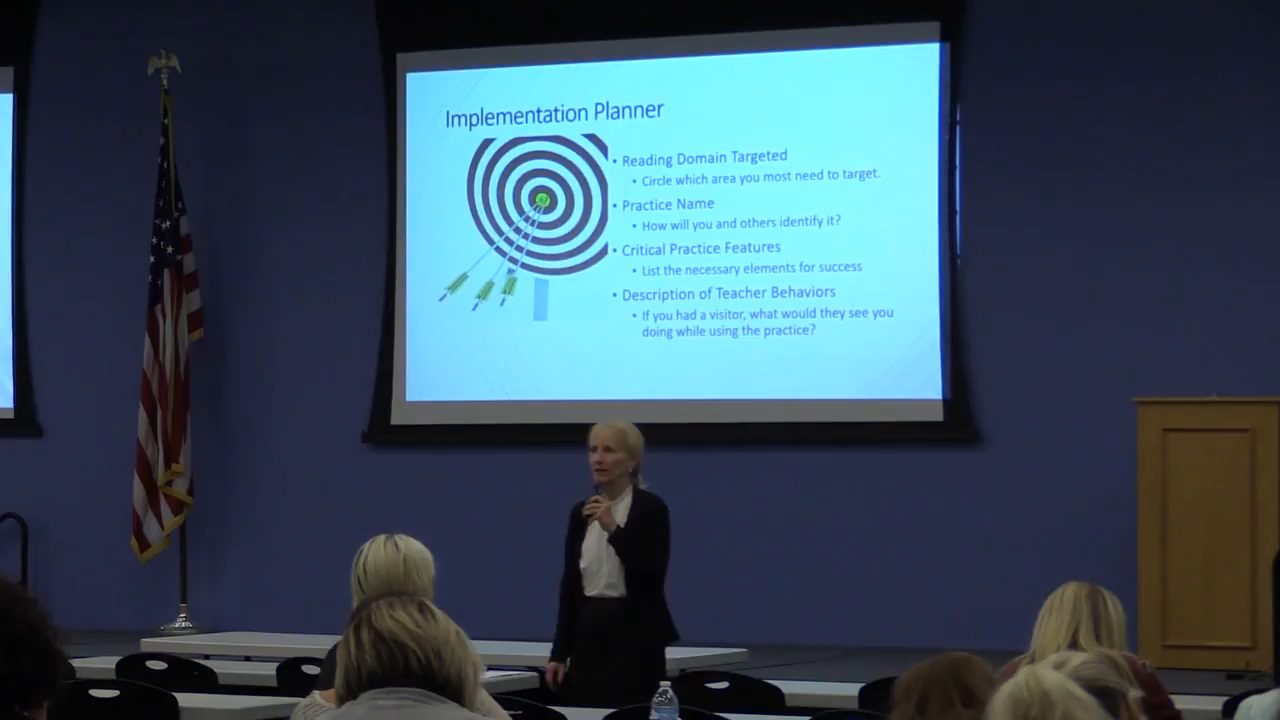 Implementation Planner
• Reading Domain Targeted
• Circle which area you most need to target.
• Practice Name
• How will you and others identify it?
• Critical Practice Features
• List the necessary elements for success
• Description of Teacher Behaviors
• If you had a visitor, what would they see you
doing while using the practice?